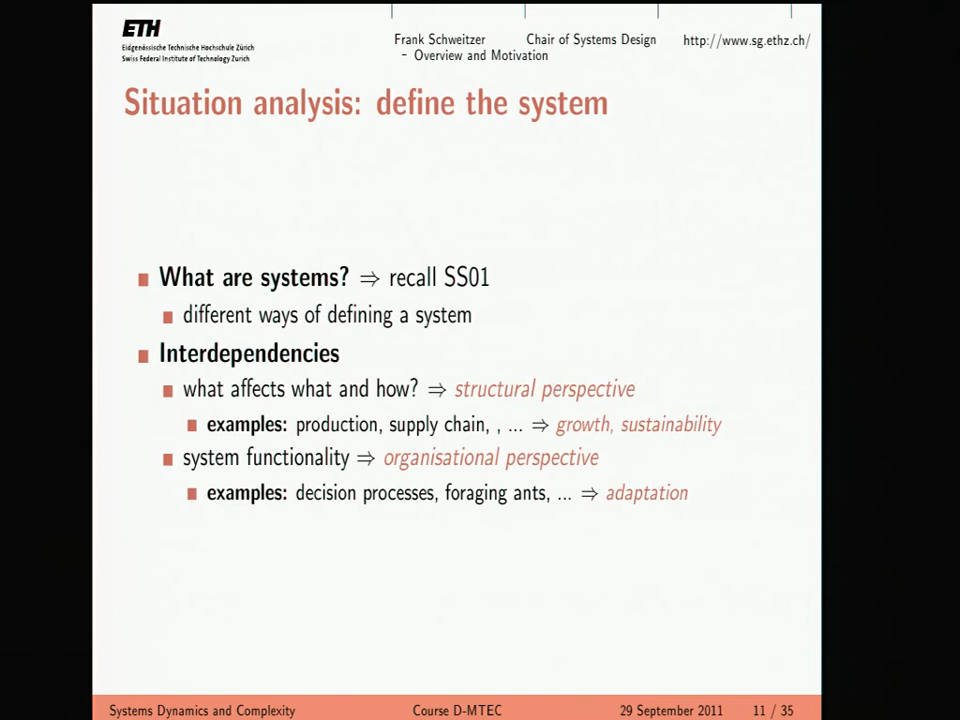 ETH
Eidgenössische Technische Hochschule Zürich
Swiss Federal Institute of Technology Zurich
Frank Schweitzer Chair of Systems Design http://www.sg.ethz.ch/
– Overview and Motivation
Situation analysis: define the system
What are systems? ⇒ recall SS01
different ways of defining a system
Interdependencies
what affects what and how? ⇒ structural perspective
examples: production, supply chain, , ... ⇒ growth, sustainability
system functionality ⇒ organisational perspective
examples: decision processes, foraging ants, ... ⇒ adaptation
Systems Dynamics and Complexity Course D-MTEC 29 September 2011 11 / 35